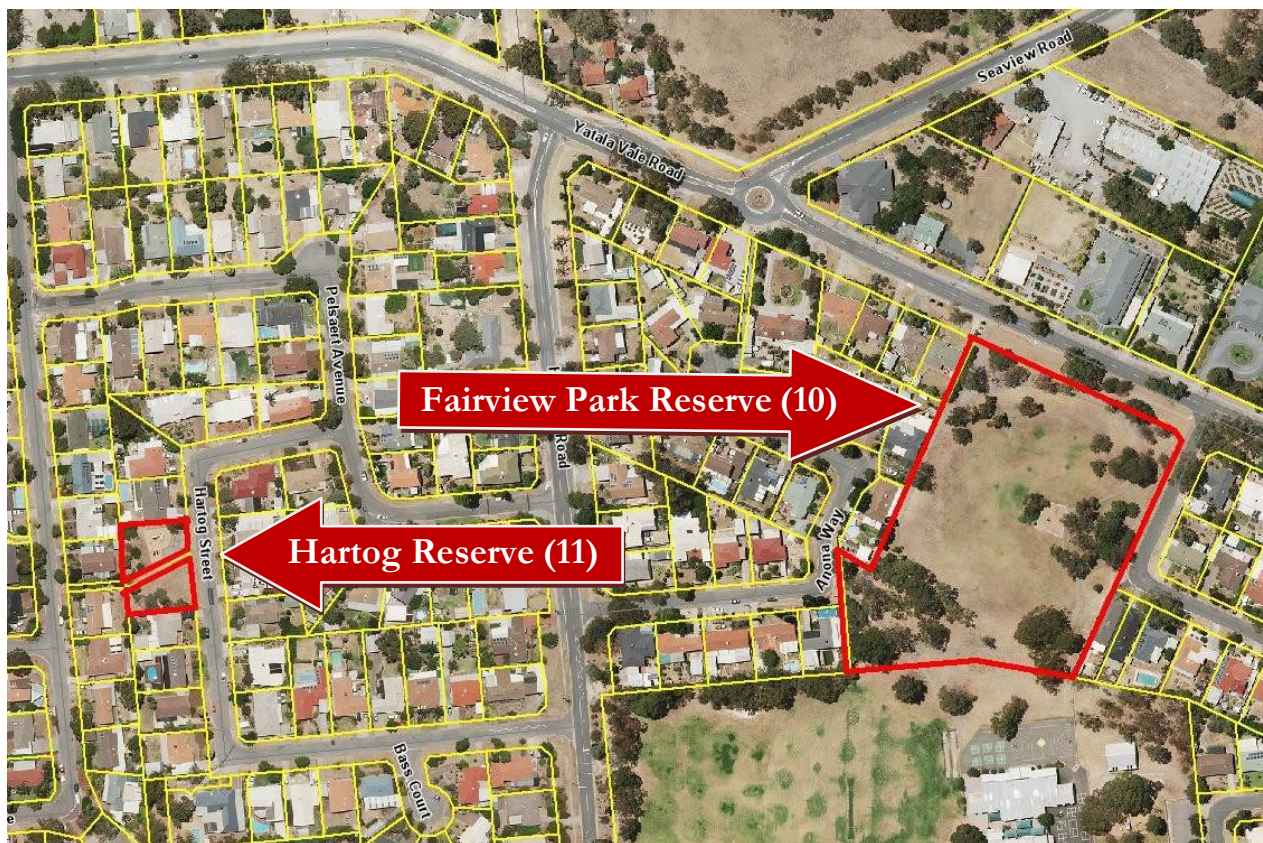 Seaview Road
Yatala Vale Road
Pelsaert Avenue
Fairview Park Reserve (10)
Road
Hartog Street
Hartog Reserve (11)
Anona Way
Bass Court